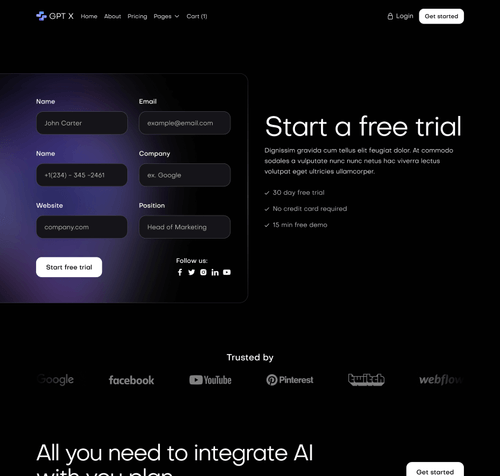 GPT X Home About Pricing Pages Cart (1) Login Get started
Name Email
John Carter example@email.com
Name Company
+1(234) - 345 -2461 ex. Google
Website Position
company.com Head of Marketing
Start free trial
Follow us:
Start a free trial
Dignissim gravida cum tellus elit feugiat dolor. At commodo
sodales a vulputate nunc nunc netus hac viverra lectus
volutpat eget ultricies ullamcorper.
30 day free trial
No credit card required
15 min free demo
Trusted by
Google facebook YouTube Pinterest twitch webflow
All you need to integrate AI
with you plan
Get started